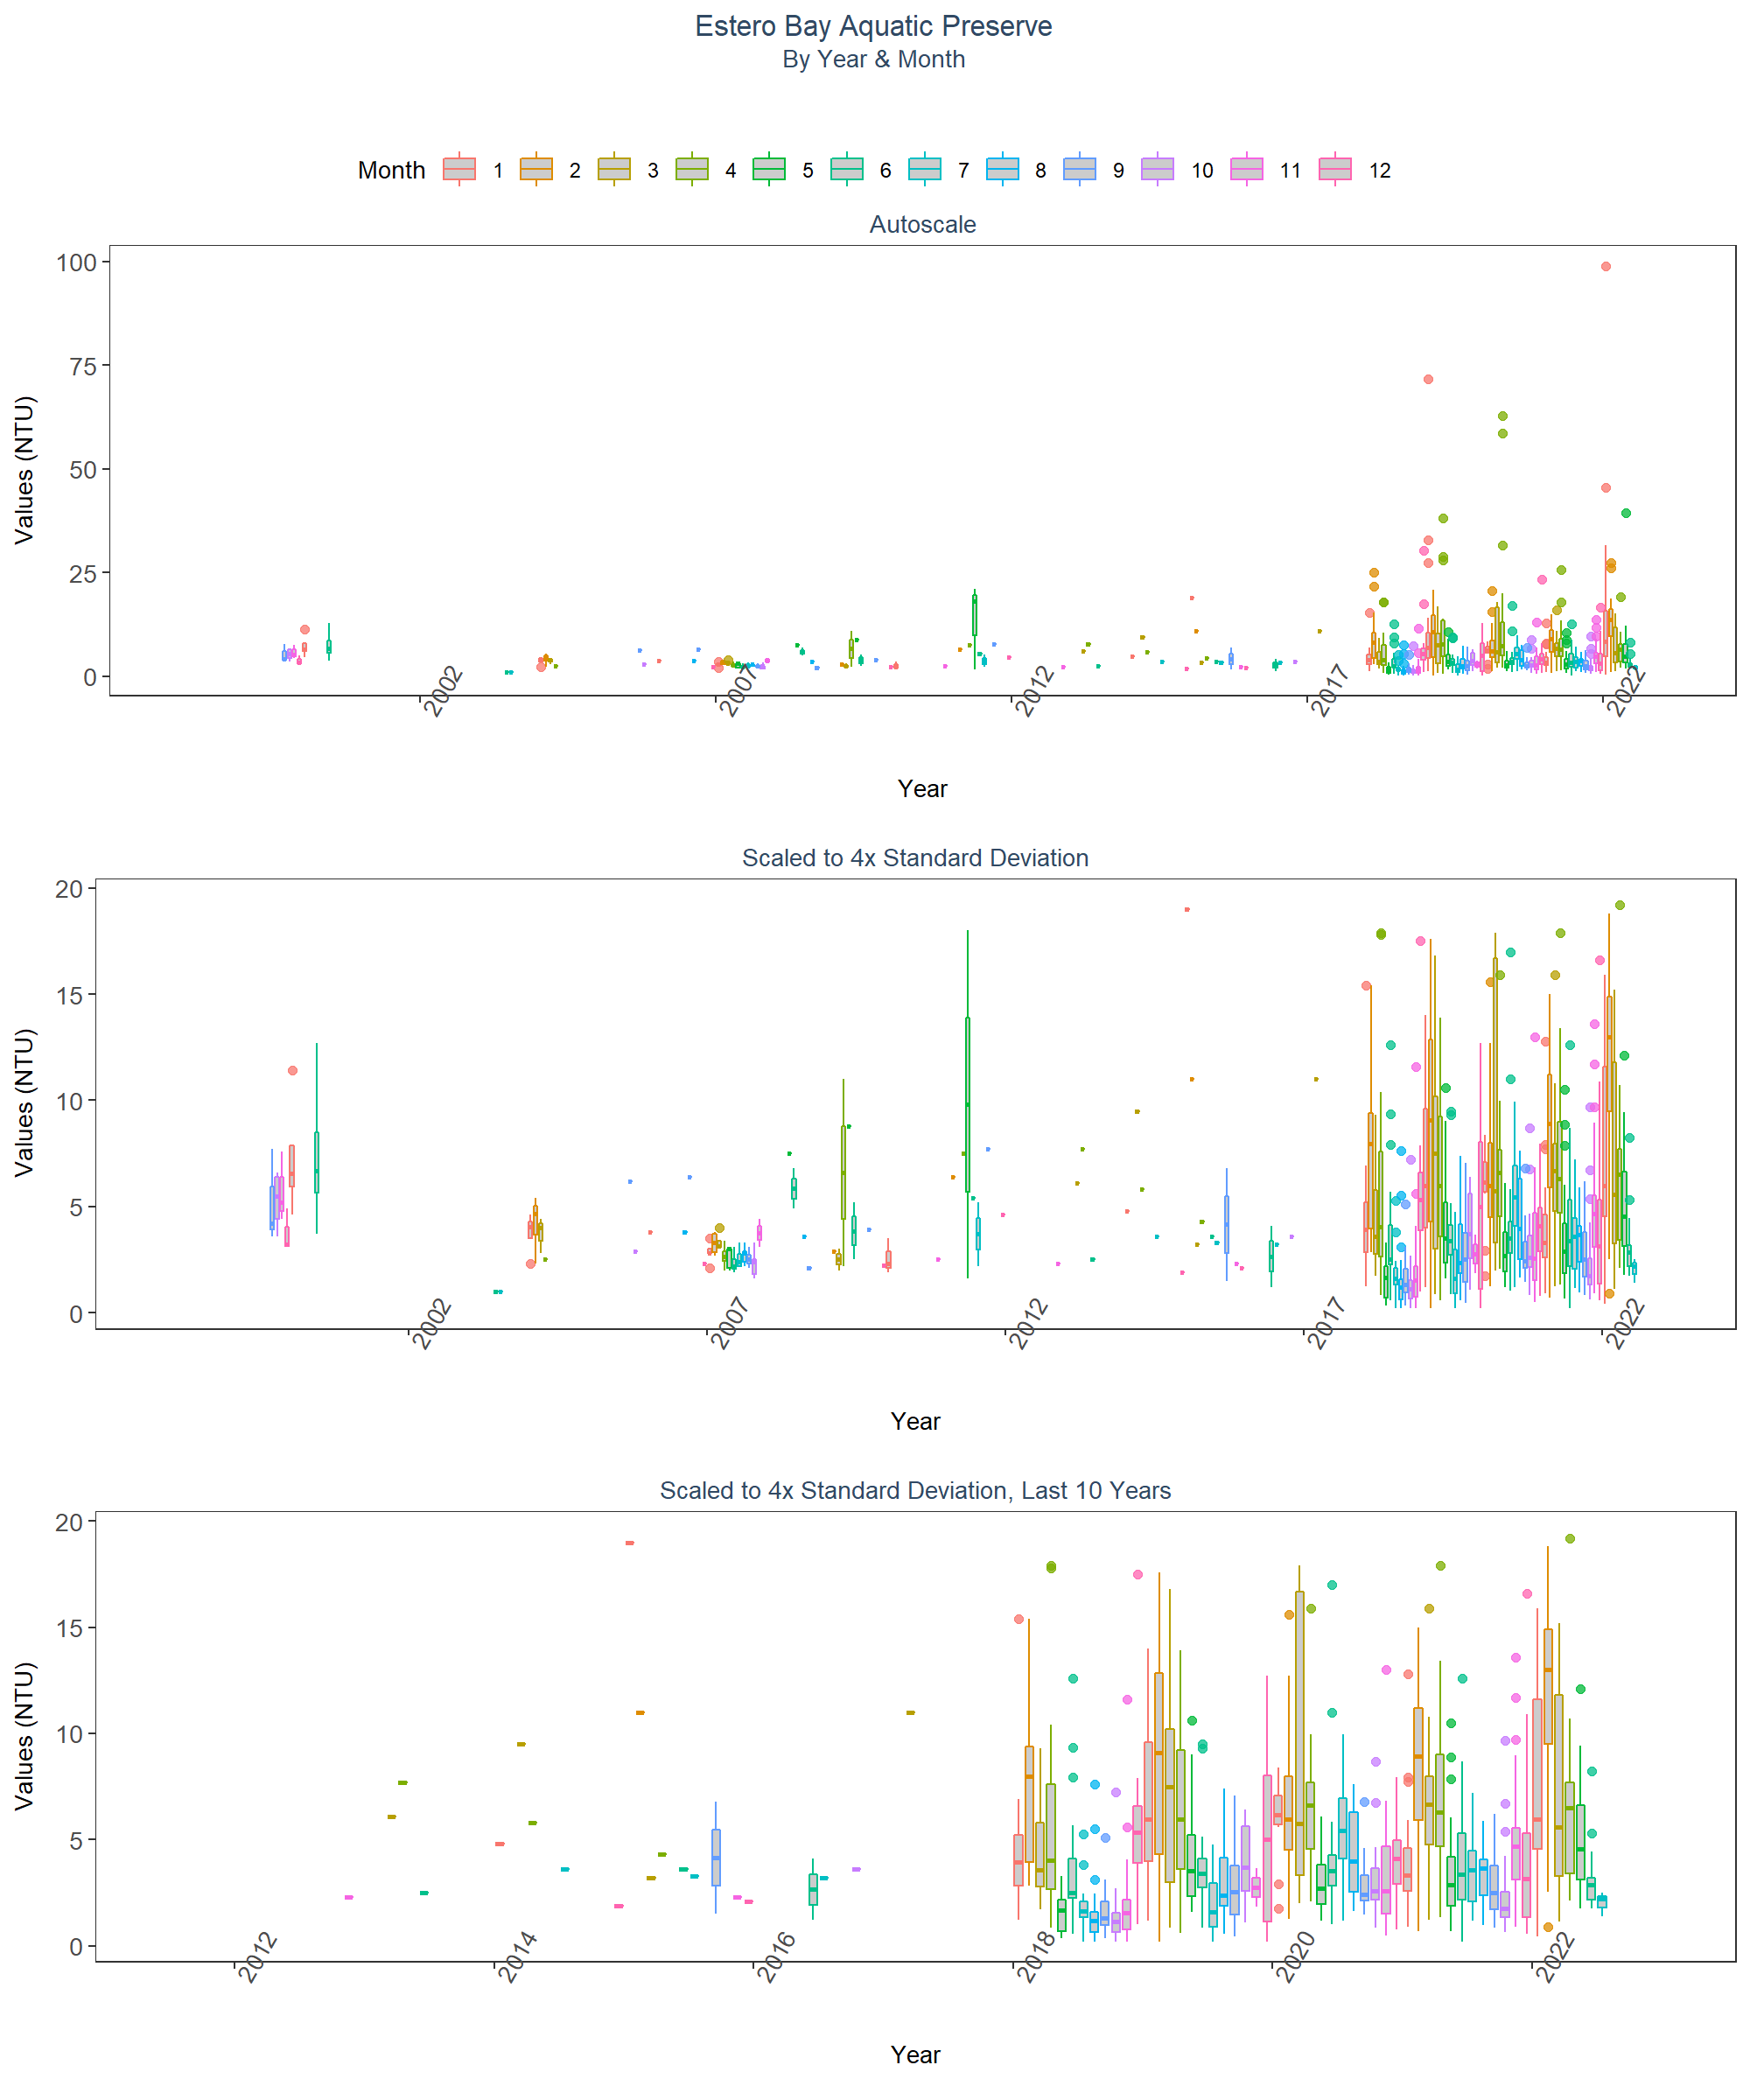 Estero Bay Aquatic Preserve
By Year & Month
Month 1 2 3 4 5 6 7 8 9 10 11 12
Autoscale
Values (NTU)
100
75
50
25
0
2002 2007 2012 2017 2022
Year
Scaled to 4x Standard Deviation
Values (NTU)
20
15
10
5
0
2002 2007 2012 2017 2022
Year
Scaled to 4x Standard Deviation, Last 10 Years
Values (NTU)
20
15
10
5
0
2012 2014 2016 2018 2020 2022
Year